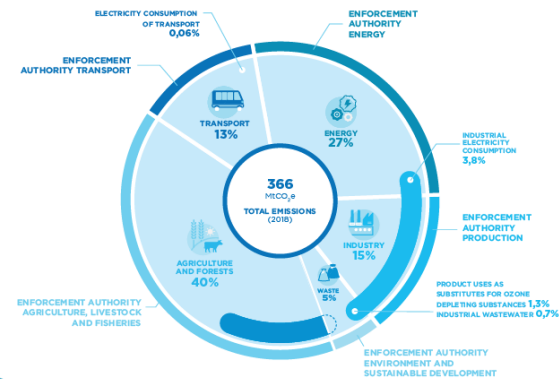 ELECTRICITY CONSUMPTION
OF TRANSPORT
0,06%
ENFORCEMENT
AUTHORITY
ENERGY
ENFORCEMENT
AUTHORITY TRANSPORT
TRANSPORT
13%
ENERGY
27%
INDUSTRIAL
ELECTRICITY
CONSUMPTION
3,8%
366
MtCO₂e
TOTAL EMISSIONS
(2018)
ENFORCEMENT
AUTHORITY
PRODUCTION
INDUSTRY
15%
AGRICULTURE
AND FORESTS
40%
WASTE
5%
PRODUCT USES AS
SUBSTITUTES FOR OZONE
DEPLETING SUBSTANCES 1,3%
INDUSTRIAL WASTEWATER 0,7%
ENFORCEMENT AUTHORITY
AGRICULTURE, LIVESTOCK
AND FISHERIES
ENFORCEMENT AUTHORITY
ENVIRONMENT AND
SUSTAINABLE DEVELOPMENT